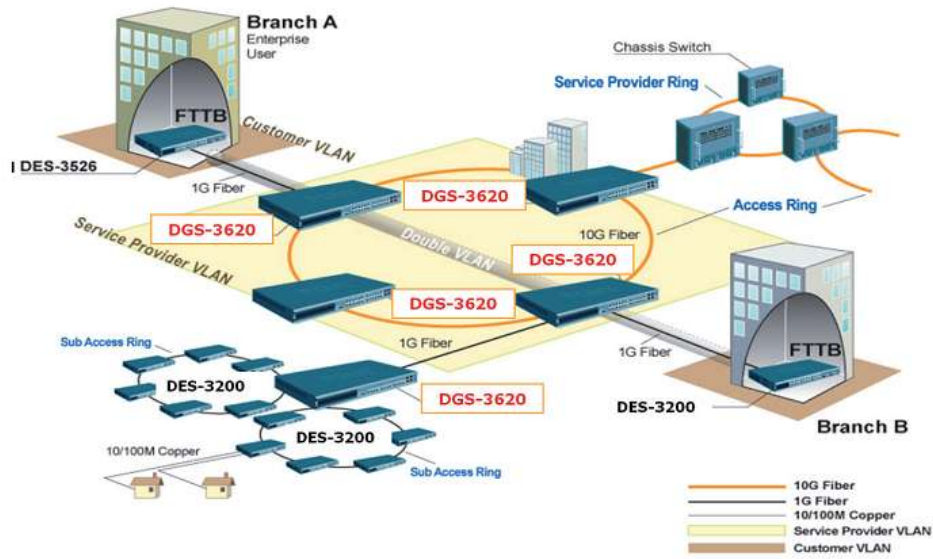 Branch A
Enterprise
User
FTTB
Customer VLAN
I DES-3526
1G Fiber
Chassis Switch
Service Provider Ring
DGS-3620
DGS-3620
Access Ring
10G Fiber
Service Provider VLAN
Double VLAN
DGS-3620
DGS-3620
1G Fiber
1G Fiber
FTTB
Sub Access Ring
DES-3200
DGS-3620
DES-3200
Branch B
DES-3200
10/100M Copper
Sub Access Ring
10G Fiber
1G Fiber
10/100M Copper
Service Provider VLAN
Customer VLAN